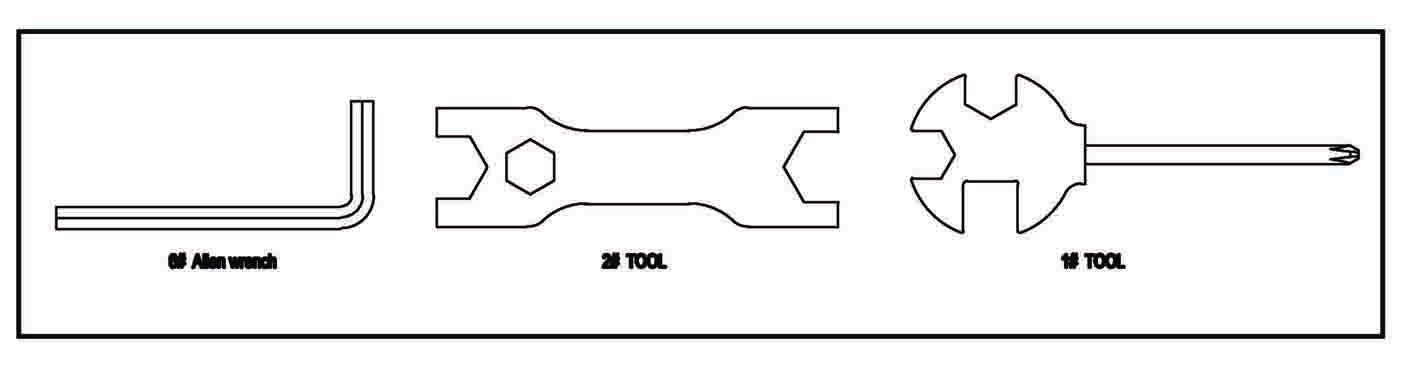 6# Allen wrench
2# TOOL
1# TOOL